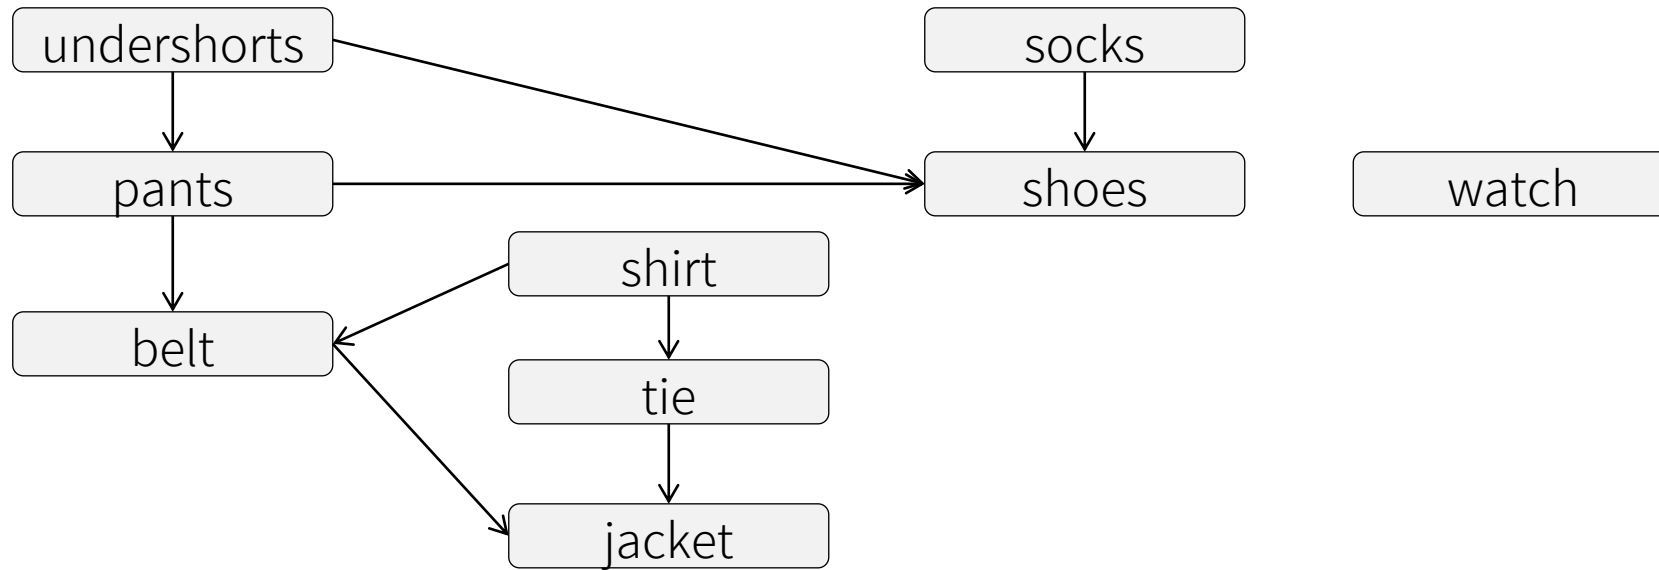 undershorts
socks
pants
shoes
watch
shirt
belt
tie
jacket